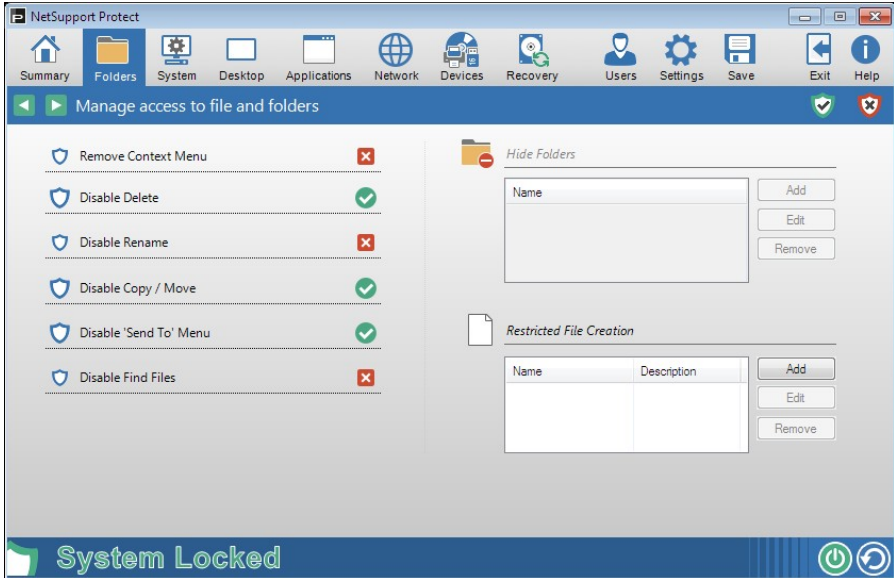 NetSupport Protect
Summary Folders System Desktop Applications Network Devices Recovery Users Settings Save Exit Help
Manage access to file and folders
Remove Context Menu
Disable Delete
Disable Rename
Disable Copy / Move
Disable 'Send To' Menu
Disable Find Files
Hide Folders
Name
Add
Edit
Remove
Restricted File Creation
Name Description
Add
Edit
Remove
System Locked